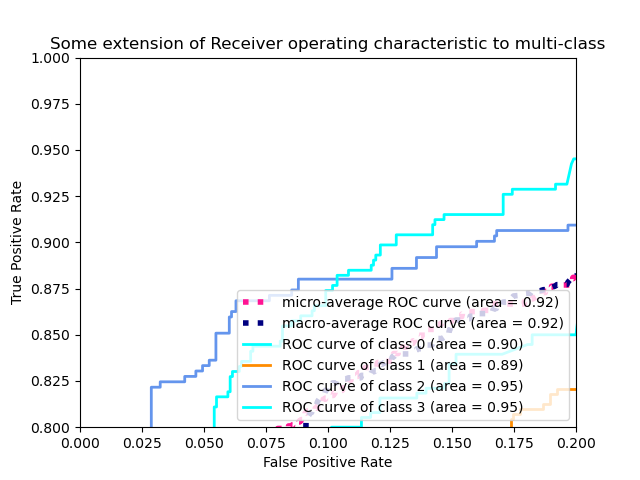 Some extension of Receiver operating characteristic to multi-class
1.000
0.975
0.950
0.925
0.900
0.875
0.850
0.825
0.800
True Positive Rate
micro-average ROC curve (area = 0.92)
macro-average ROC curve (area = 0.92)
ROC curve of class 0 (area = 0.90)
ROC curve of class 1 (area = 0.89)
ROC curve of class 2 (area = 0.95)
ROC curve of class 3 (area = 0.95)
0.000 0.025 0.050 0.075 0.100 0.125 0.150 0.175 0.200
False Positive Rate